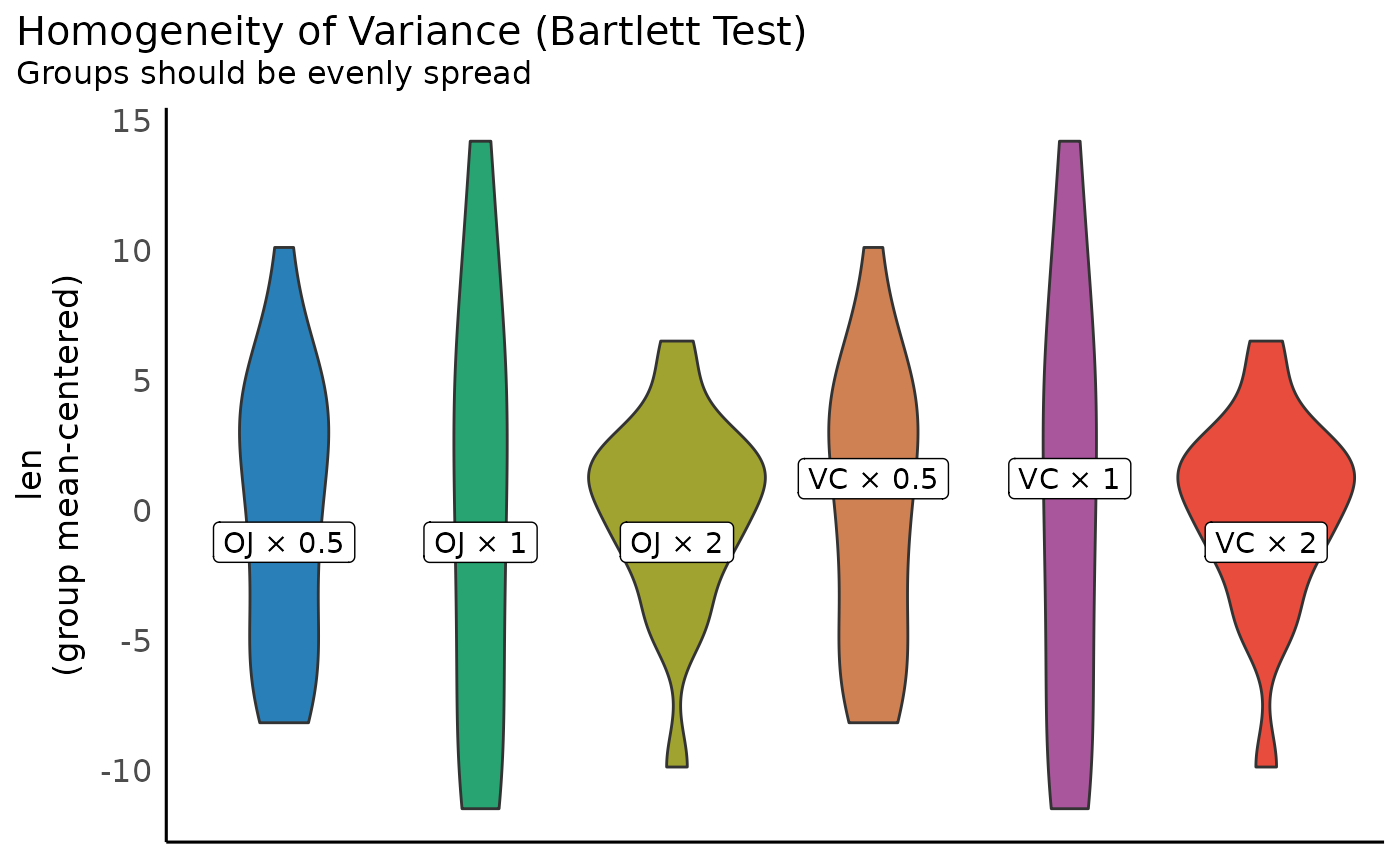 Homogeneity of Variance (Bartlett Test)
Groups should be evenly spread
15
10
5
0
-5
-10
len
(group mean-centered)
OJ × 0.5
OJ × 1
OJ × 2
VC × 0.5
VC × 1
VC × 2